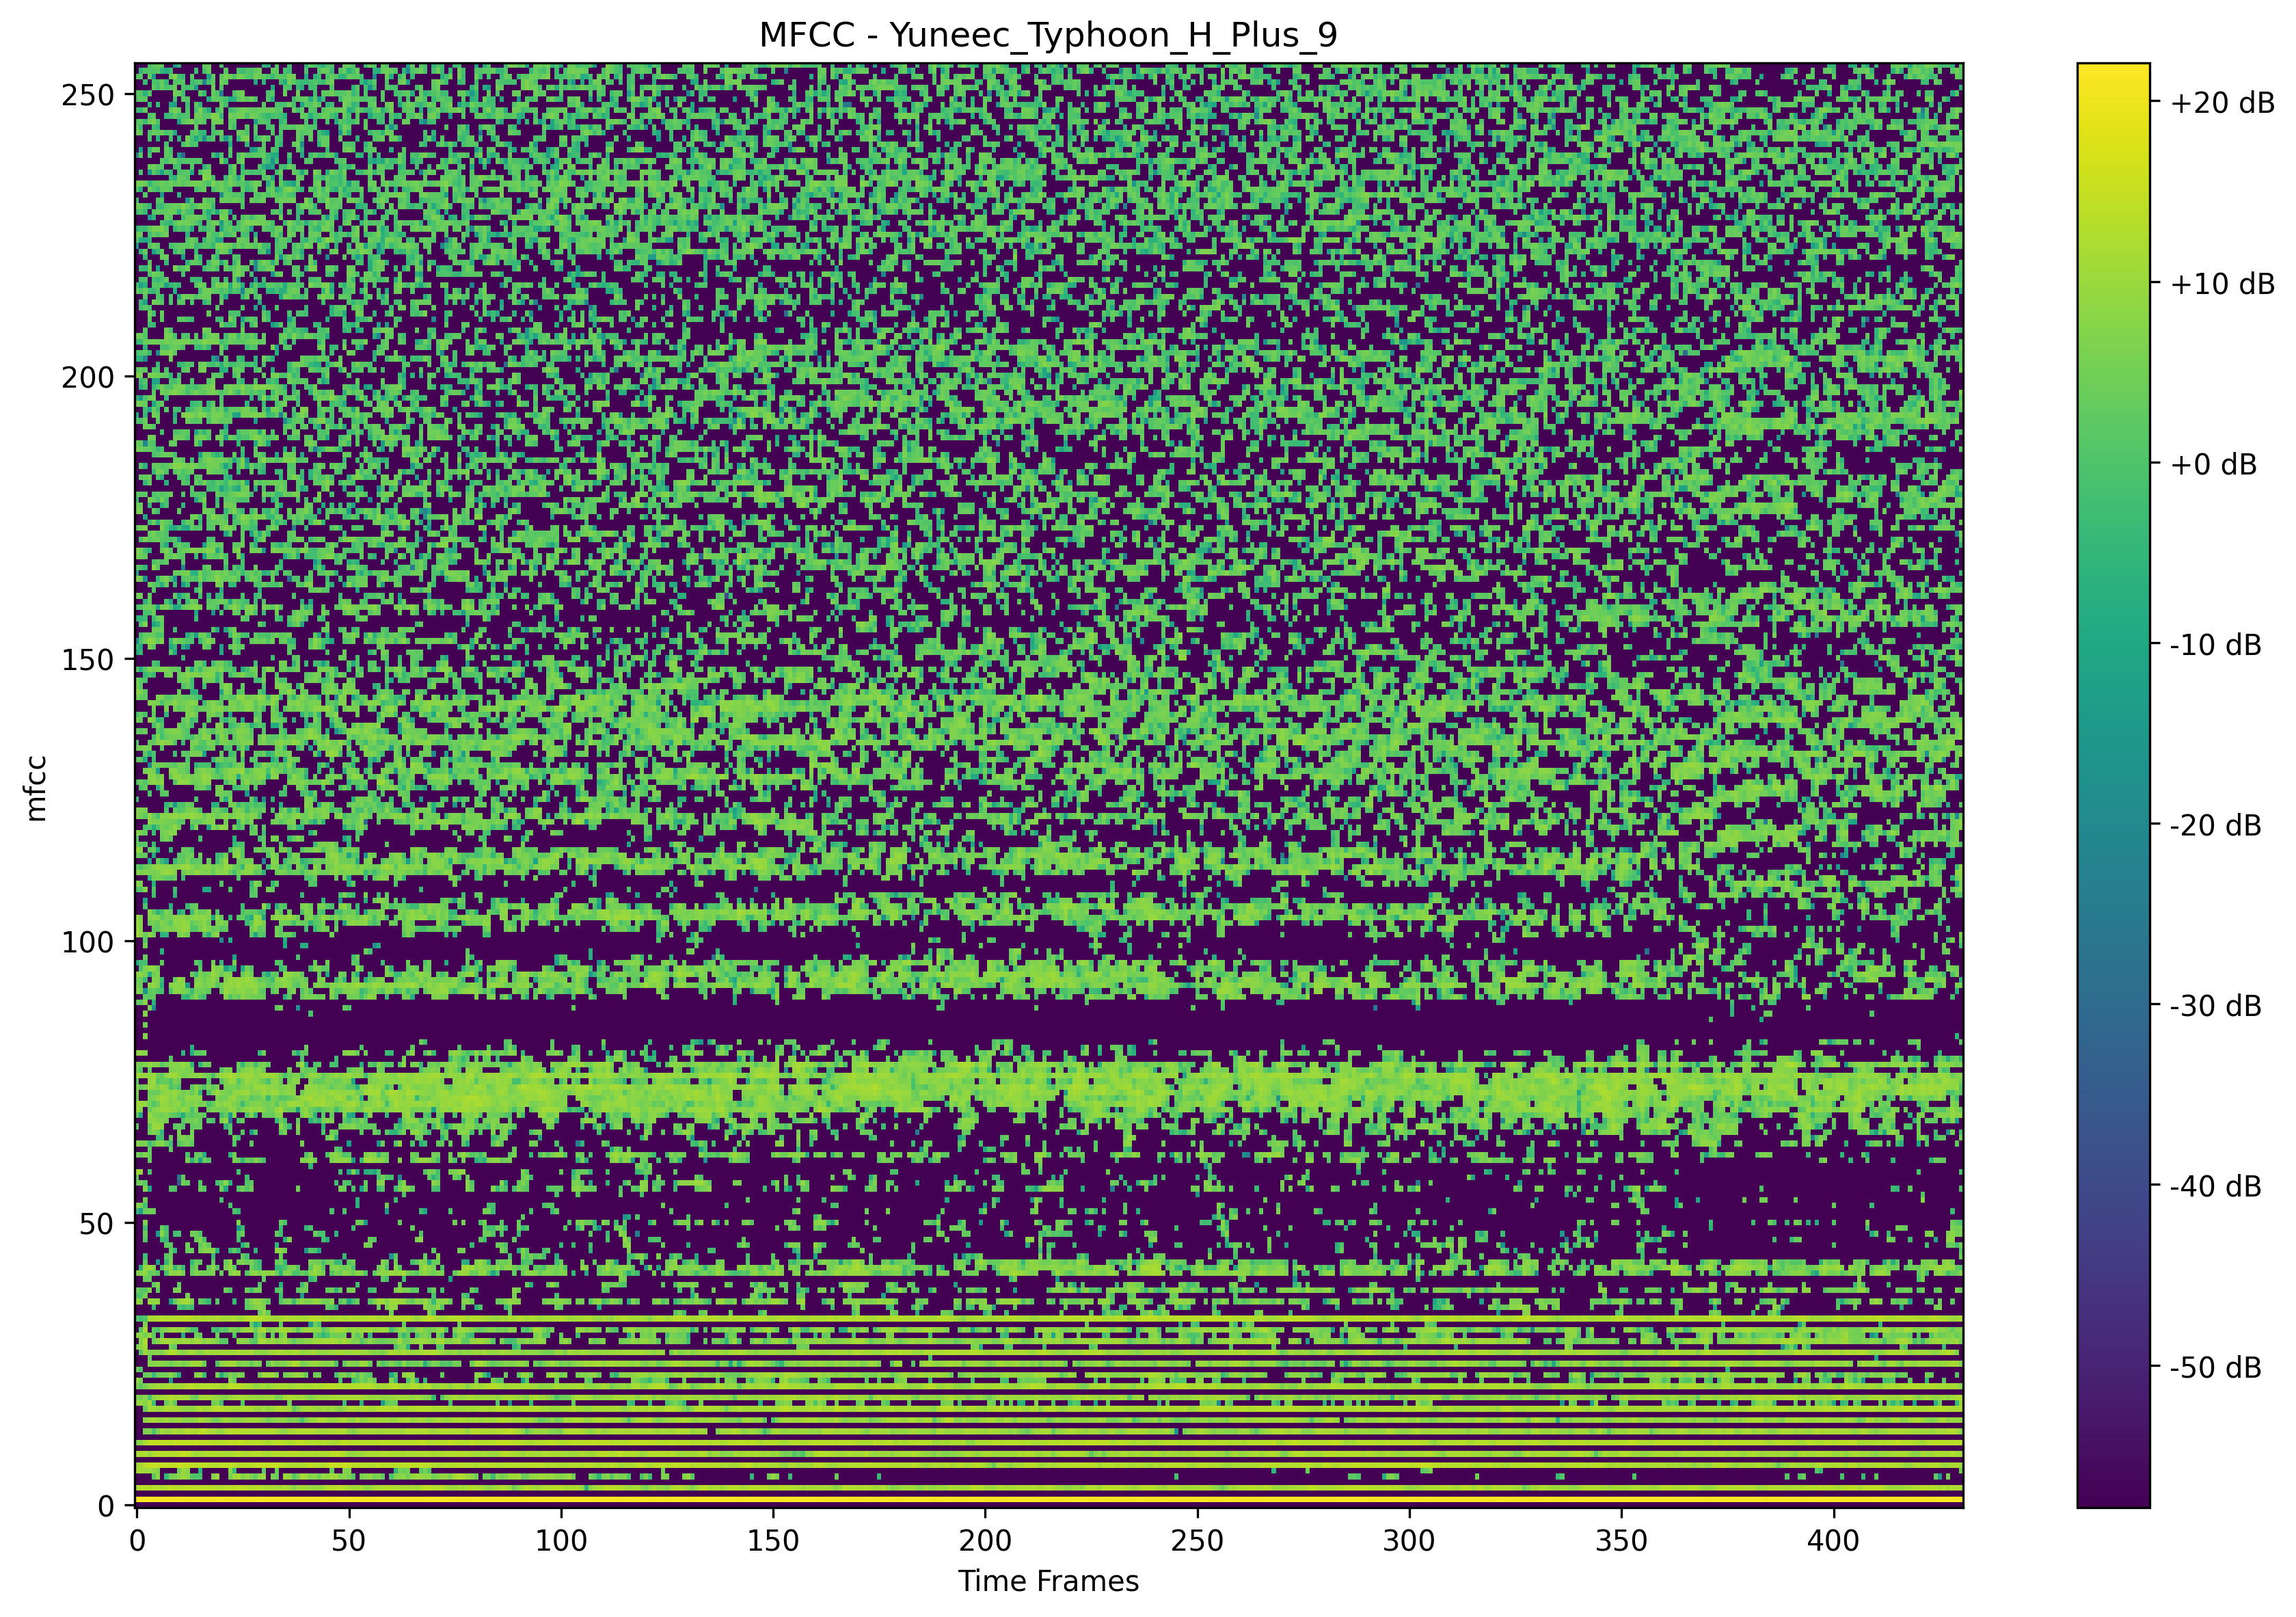 MFCC - Yuneec_Typhoon_H_Plus_9
250
200
150
100
50
0
mfcc
0 50 100 150 200 250 300 350 400
Time Frames
+20 dB
+10 dB
+0 dB
-10 dB
-20 dB
-30 dB
-40 dB
-50 dB